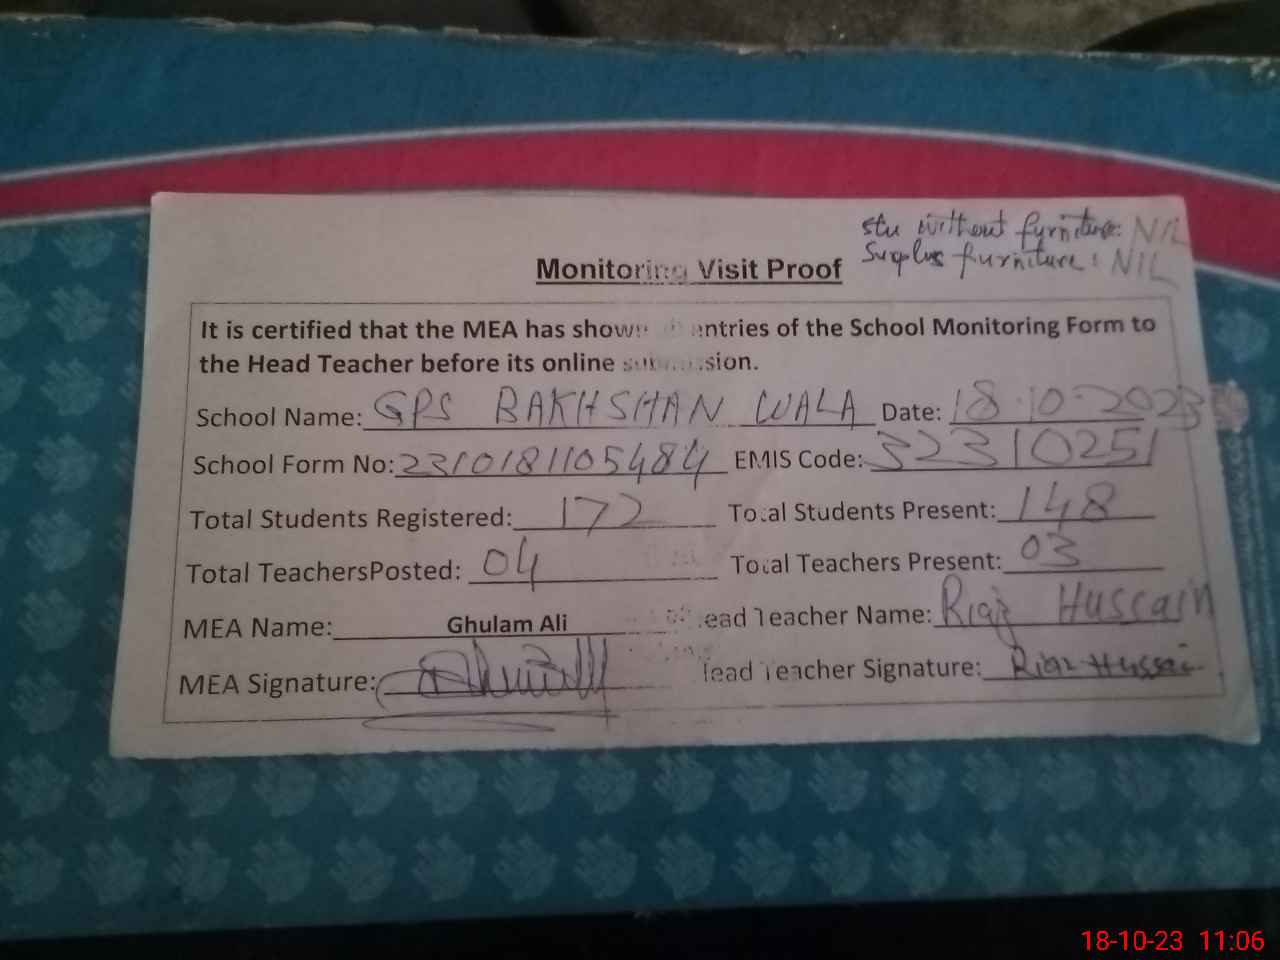 stu without furniture: NIL
Surplus furniture: NIL
Monitoring Visit Proof
It is certified that the MEA has shown entries of the School Monitoring Form to
the Head Teacher before its online submission.
School Name: GPS BAKHSHAN WALA Date: 18-10-2023
School Form No: 2310181105484 EMIS Code: 32310251
Total Students Registered: 172 Total Students Present: 148
Total TeachersPosted: 04 Total Teachers Present: 03
MEA Name: Ghulam Ali Head Teacher Name: Riaz Hussain
MEA Signature: Head Teacher Signature: Riaz Hussai
18-10-23 11:06